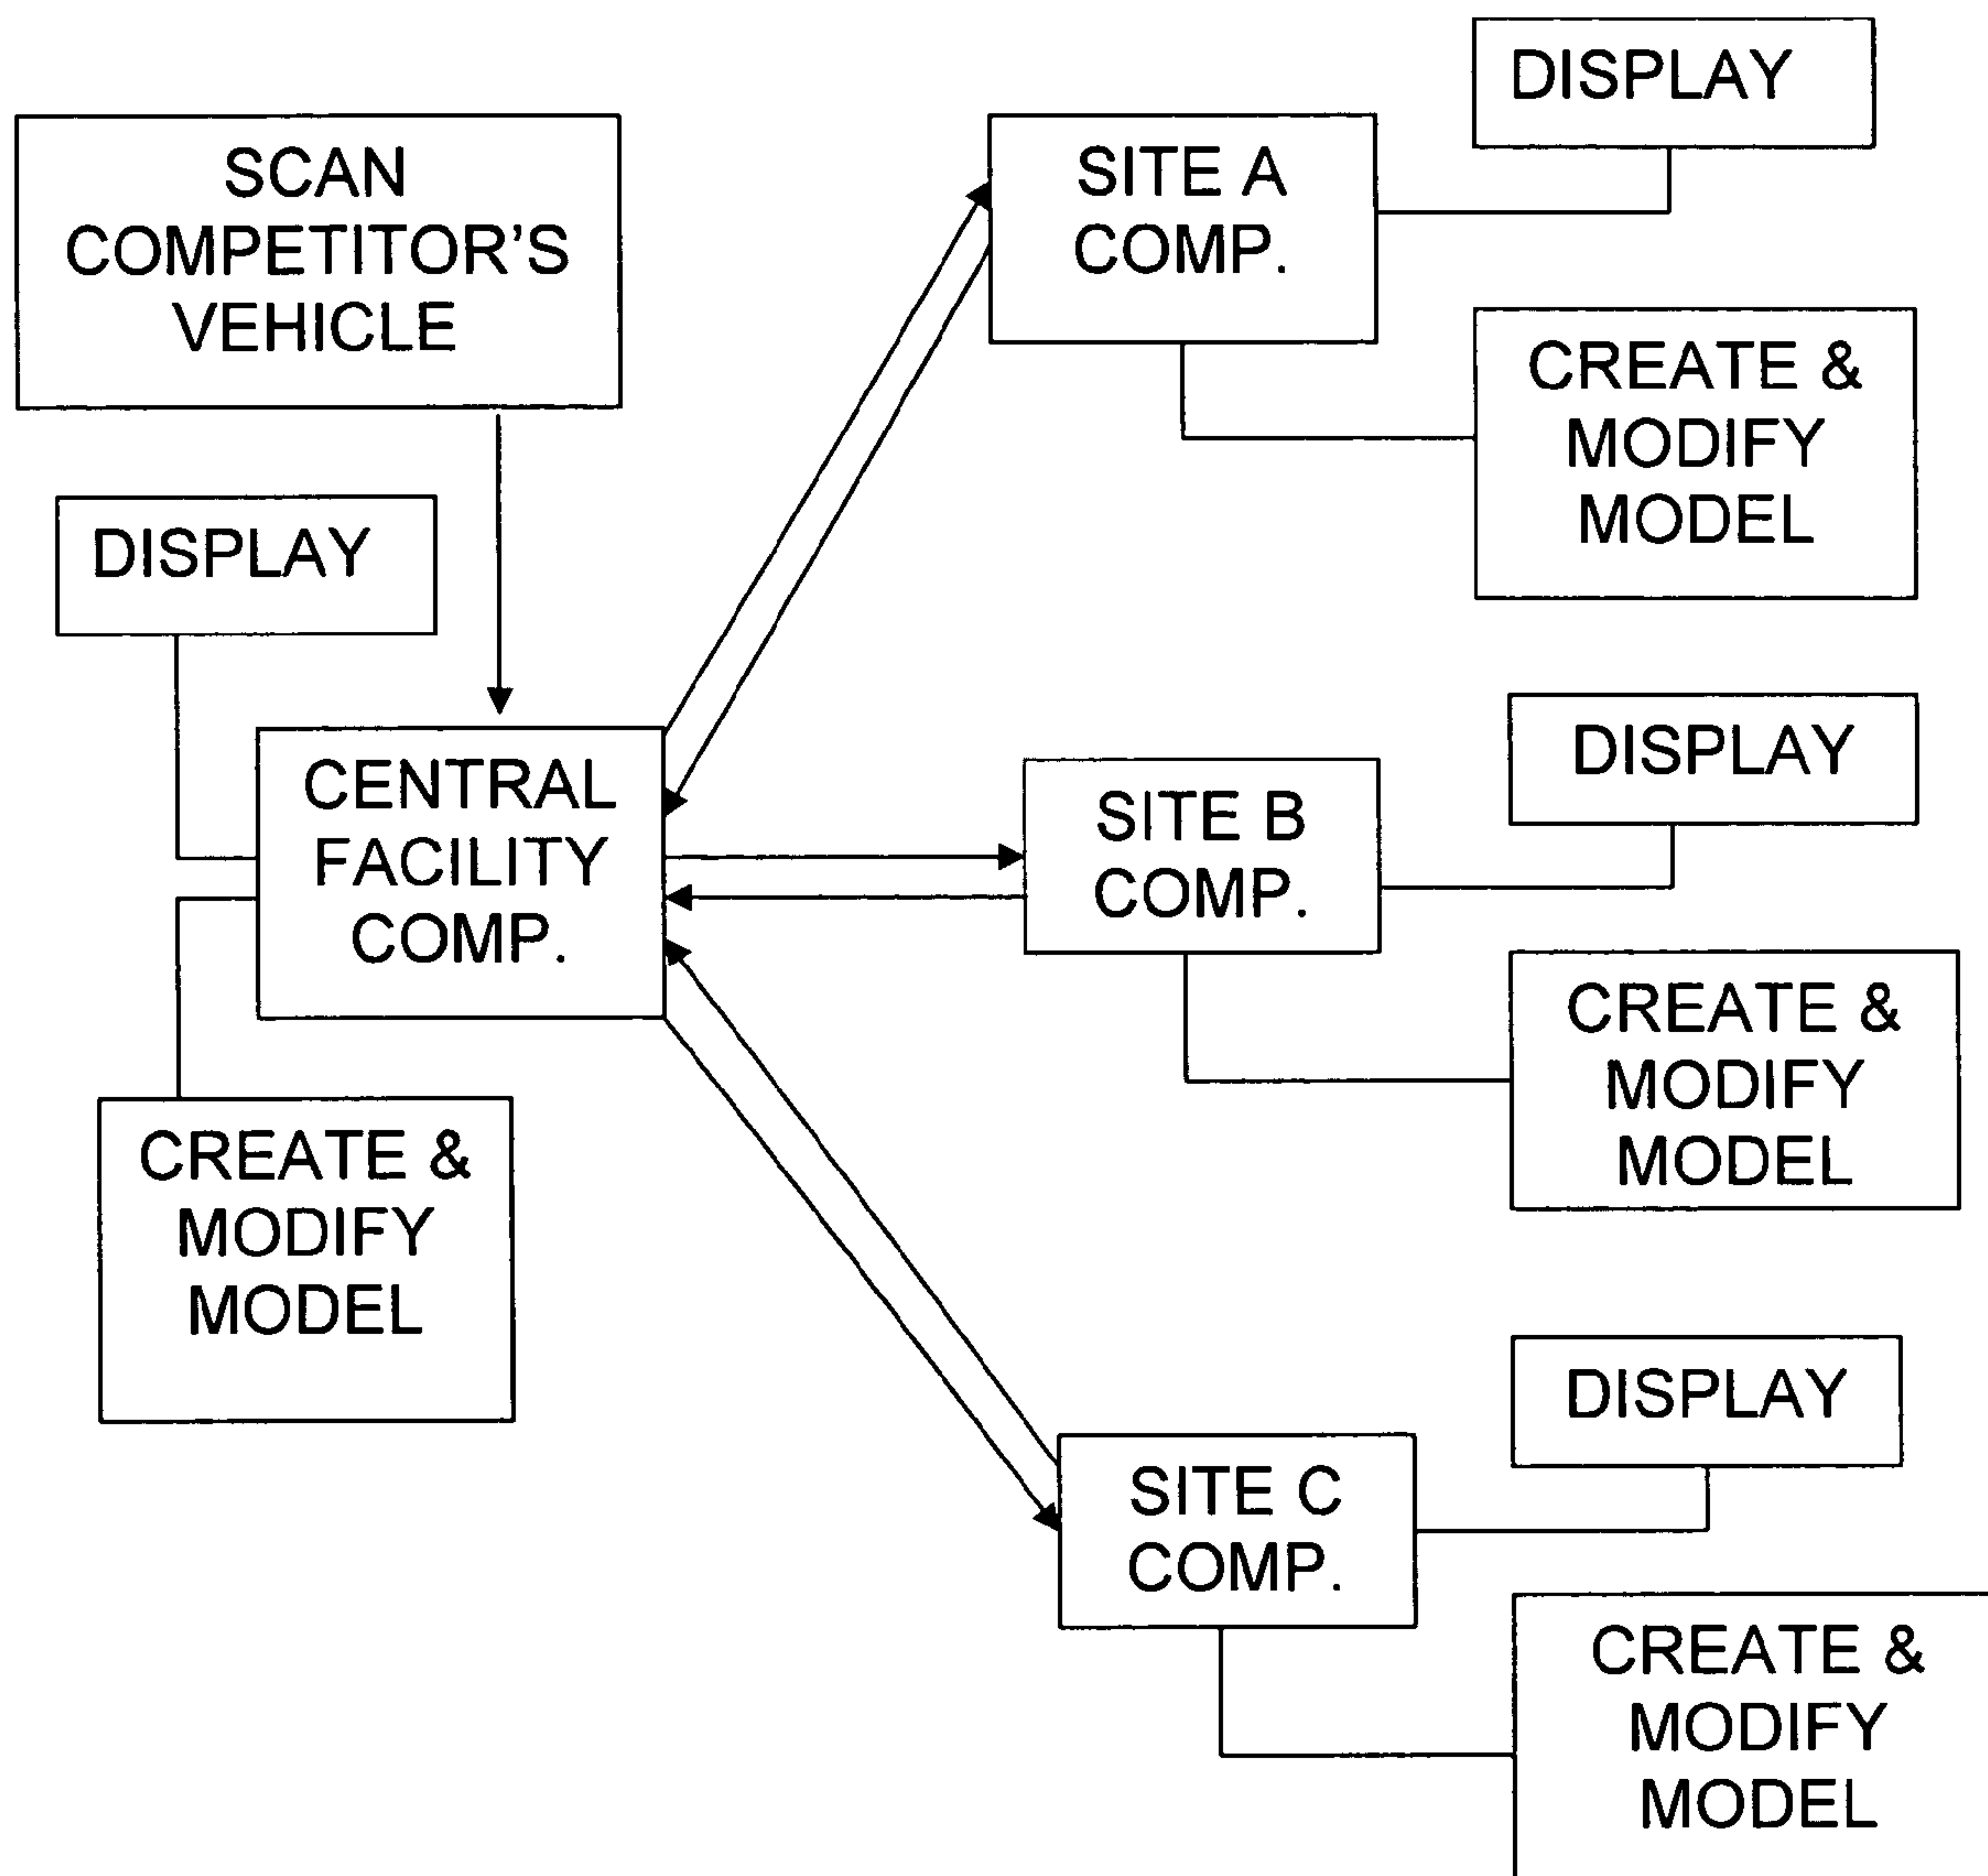 SCAN
COMPETITOR'S
VEHICLE
DISPLAY
CENTRAL
FACILITY
COMP.
CREATE &
MODIFY
MODEL
SITE A
COMP.
DISPLAY
CREATE &
MODIFY
MODEL
SITE B
COMP.
DISPLAY
CREATE &
MODIFY
MODEL
SITE C
COMP.
DISPLAY
CREATE &
MODIFY
MODEL